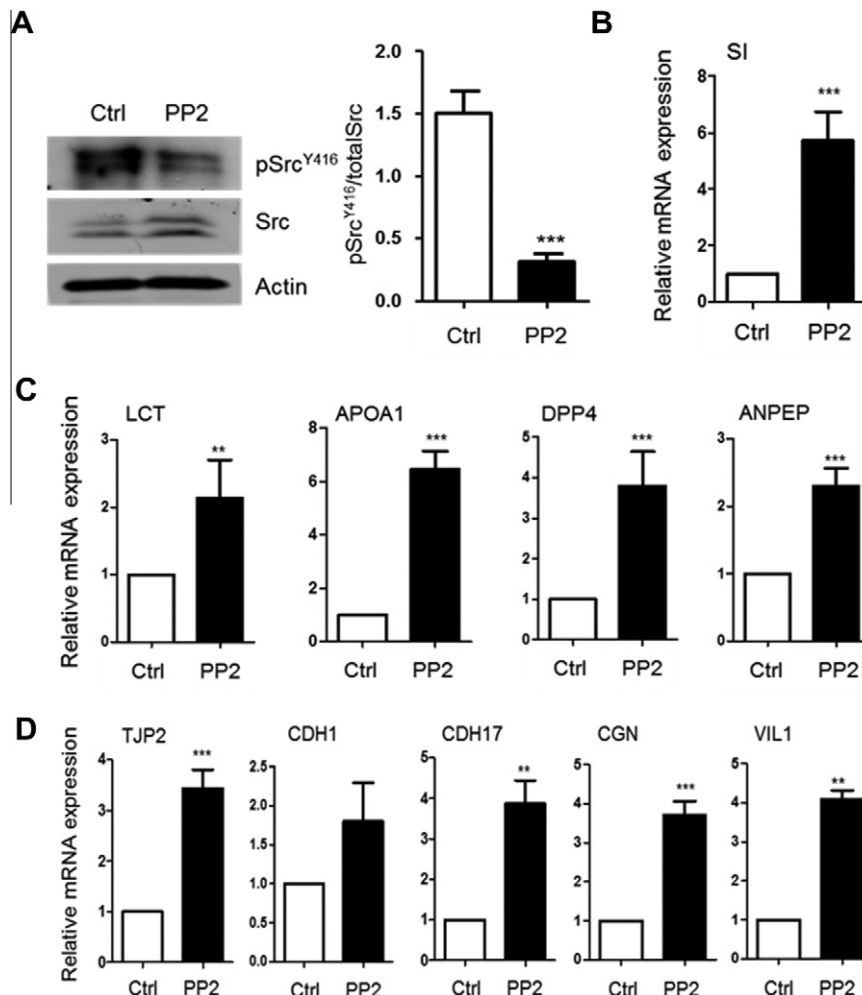 A
Ctrl PP2
pSrcY416
Src
Actin
pSrcY416/totalSrc
2.0
1.5
1.0
0.5
0.0
***
Ctrl PP2
B
SI
Relative mRNA expression
8
6
4
2
0
***
Ctrl PP2
C
Relative mRNA expression
LCT
3
2
1
0
**
Ctrl PP2
APOA1
8
6
4
2
0
***
Ctrl PP2
DPP4
5
4
3
2
1
0
***
Ctrl PP2
ANPEP
3
2
1
0
***
Ctrl PP2
D
Relative mRNA expression
TJP2
4
3
2
1
0
***
Ctrl PP2
CDH1
2.5
2.0
1.5
1.0
0.5
0.0
Ctrl PP2
CDH17
5
4
3
2
1
0
**
Ctrl PP2
CGN
5
4
3
2
1
0
***
Ctrl PP2
VIL1
5
4
3
2
1
0
**
Ctrl PP2